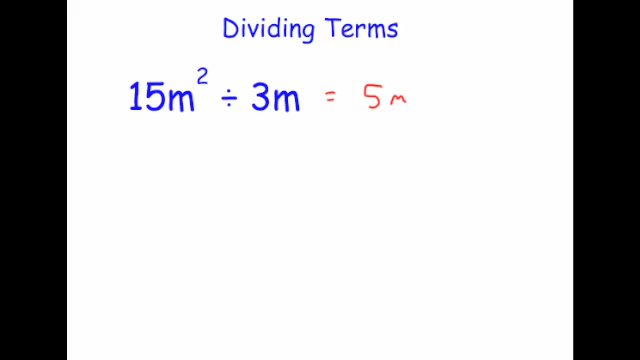 Dividing Terms
15m² ÷ 3m = 5m